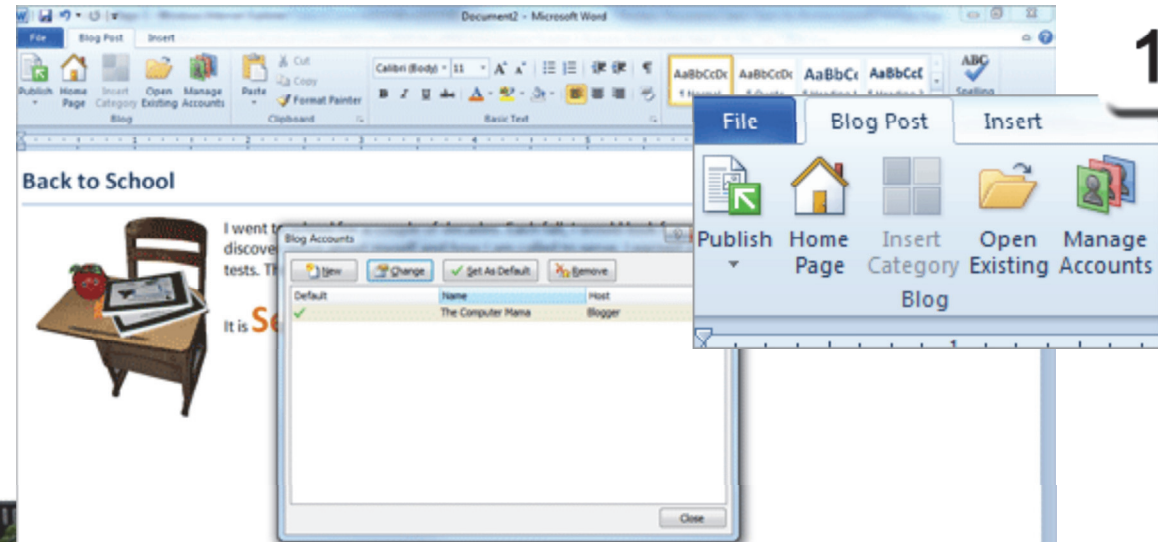 Document2 - Microsoft Word
File Blog Post Insert
Publish Home Page Insert Category Open Existing Manage Accounts
Blog
Paste
Cut
Copy
Format Painter
Clipboard
Calibri (Body) 11
Basic Text
AaBbCcDc AaBbCcDc AaBbCc AaBbCcI
ABC
Spelling
1
File Blog Post Insert
Publish Home Page Insert Category Open Existing Manage Accounts
Blog
Back to School
I went
discove
tests. Th
It is Se
Blog Accounts
New Change Set As Default Remove
Default Name Host
The Computer Mama Blogger
Close